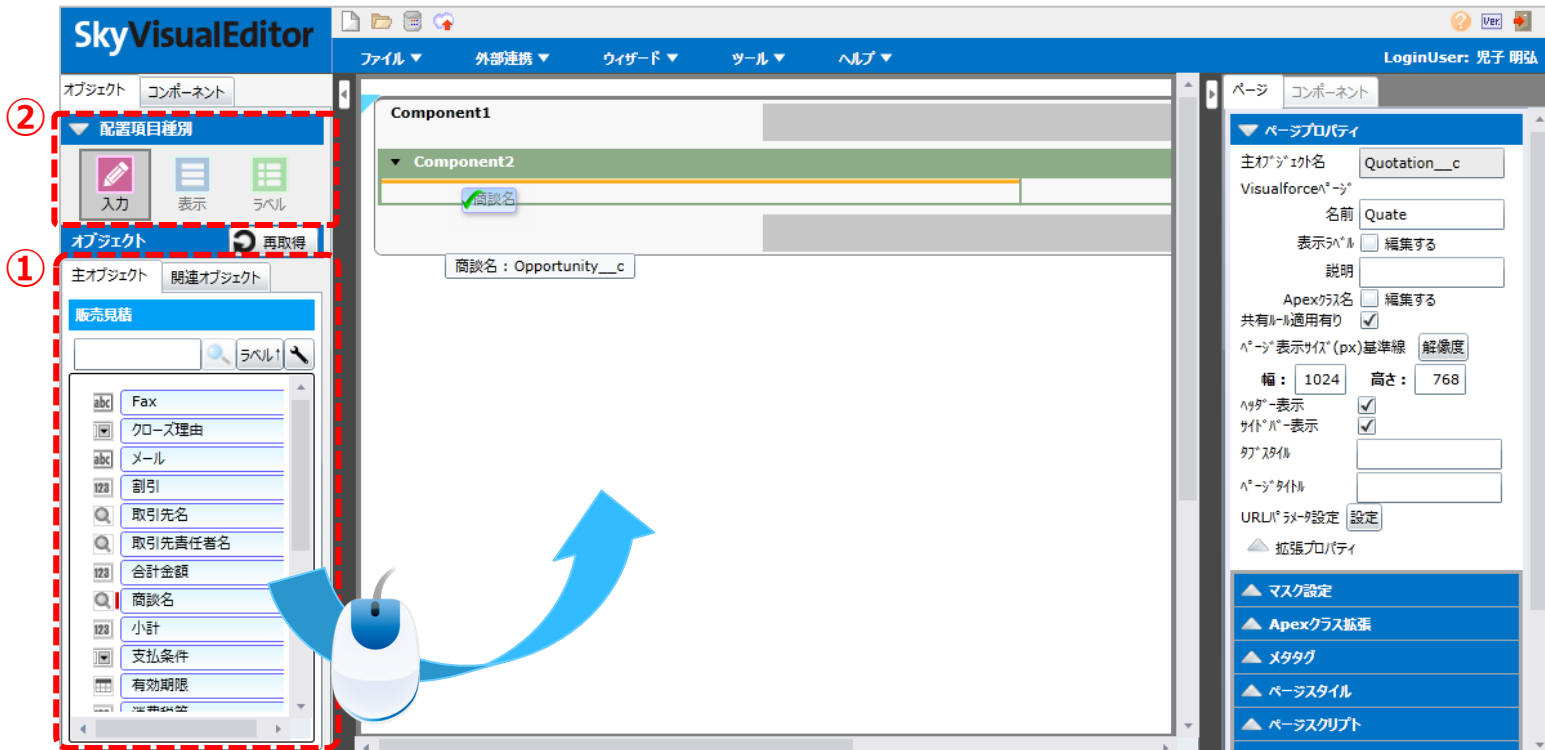 SkyVisualEditor
Ver.
ファイル ▼ 外部連携 ▼ ウィザード ▼ ツール ▼ ヘルプ ▼
LoginUser: 児子 明弘
オブジェクト コンポーネント
②
配置項目種別
入力 表示 ラベル
オブジェクト 再取得
①
主オブジェクト 関連オブジェクト
販売見積
ラベル↑
abc Fax
クローズ理由
abc メール
123 割引
取引先名
取引先責任者名
123 合計金額
商談名
123 小計
支払条件
有効期限
消費税等
Component1
▼ Component2
商談名
商談名：Opportunity__c
ページ コンポーネント
ページプロパティ
主ｵﾌﾞｼﾞｪｸﾄ名 Quotation__c
Visualforceﾍﾟｰｼﾞ
名前 Quate
表示ﾗﾍﾞﾙ 編集する
説明
Apexｸﾗｽ名 編集する
共有ﾙｰﾙ適用有り
ﾍﾟｰｼﾞ表示ｻｲｽﾞ(px)基準線 解像度
幅： 1024 高さ： 768
ﾍｯﾀﾞｰ表示
ｻｲﾄﾞﾊﾞｰ表示
ﾀﾌﾞｽﾀｲﾙ
ﾍﾟｰｼﾞﾀｲﾄﾙ
URLﾊﾟﾗﾒｰﾀ設定 設定
拡張プロパティ
マスク設定
Apexクラス拡張
メタタグ
ページスタイル
ページスクリプト